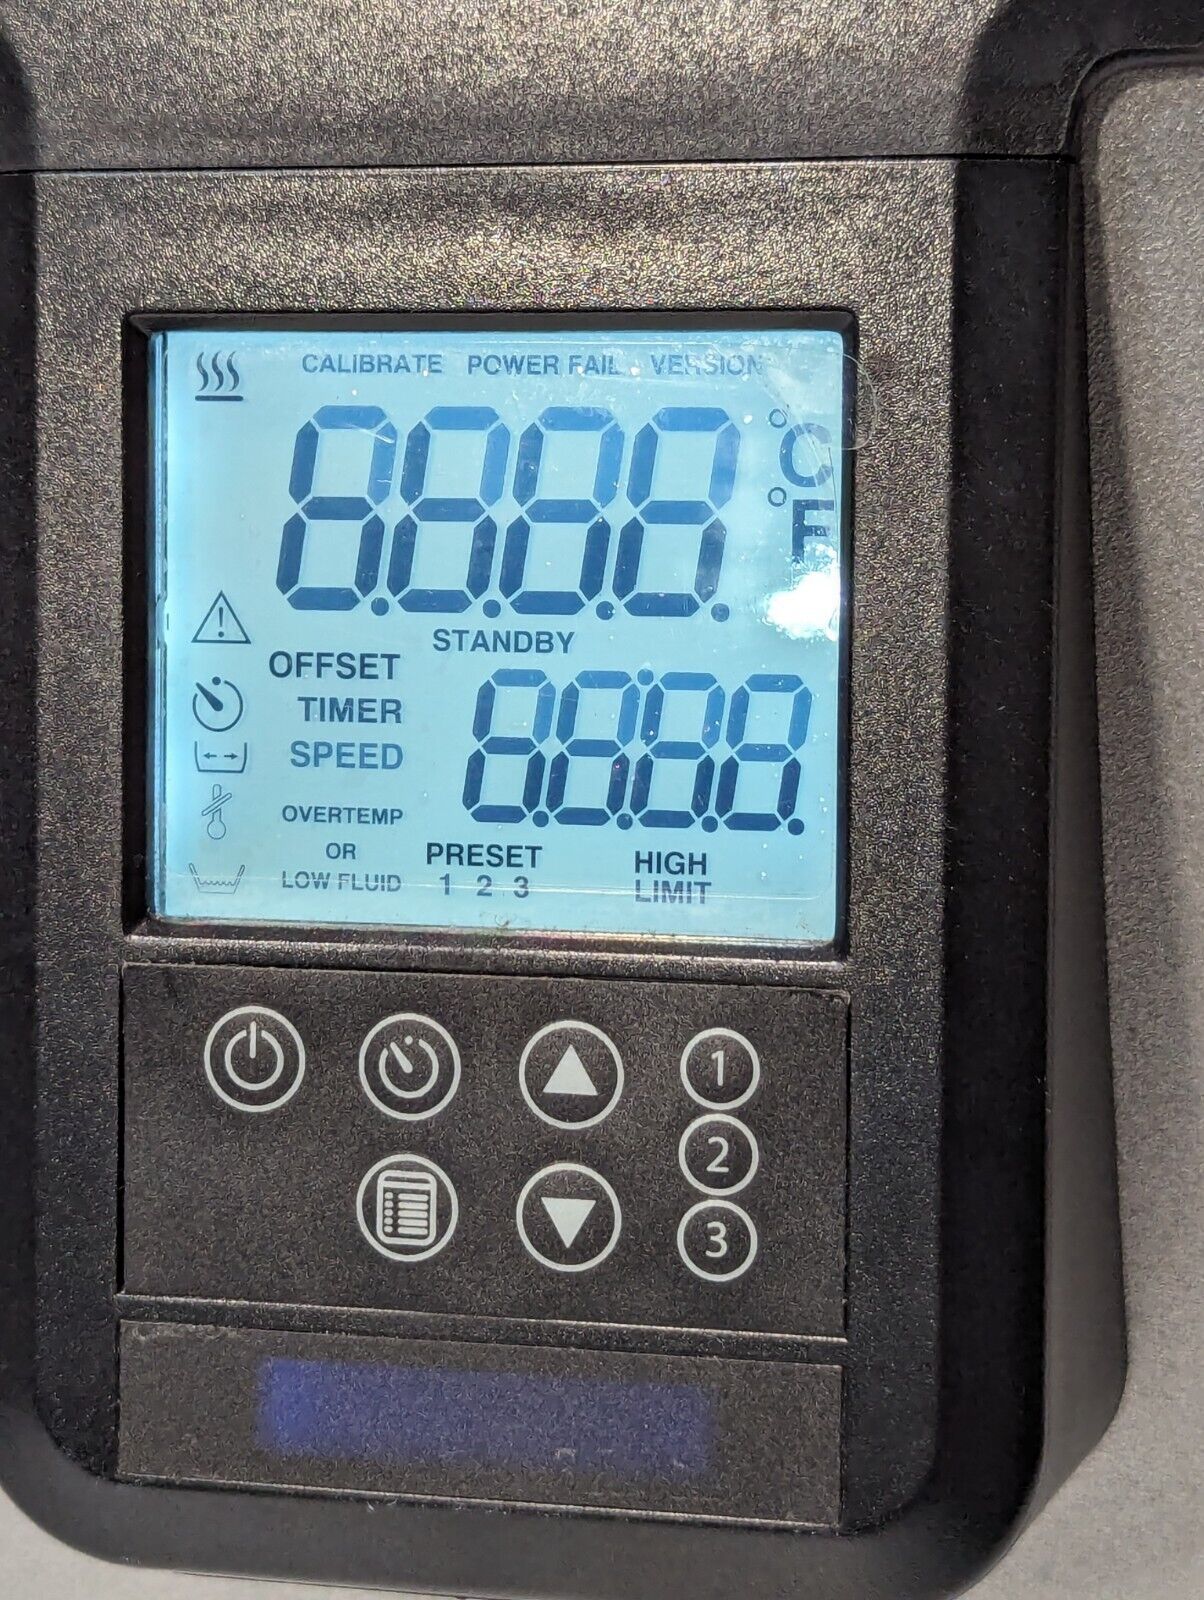 CALIBRATE POWER FAIL VERSION
8.8.8.8. °C
°F
STANDBY
OFFSET
TIMER
SPEED
8.8.:8.8.
OVERTEMP
OR
LOW FLUID
PRESET
1 2 3
HIGH
LIMIT
1
2
3